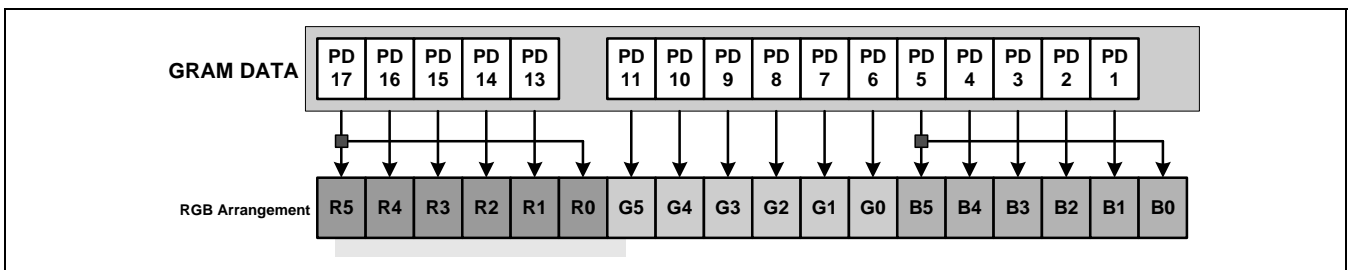 PD PD PD PD PD PD PD PD PD PD PD PD PD PD PD PD
GRAM DATA 17 16 15 14 13 11 10 9 8 7 6 5 4 3 2 1
RGB Arrangement R5 R4 R3 R2 R1 R0 G5 G4 G3 G2 G1 G0 B5 B4 B3 B2 B1 B0